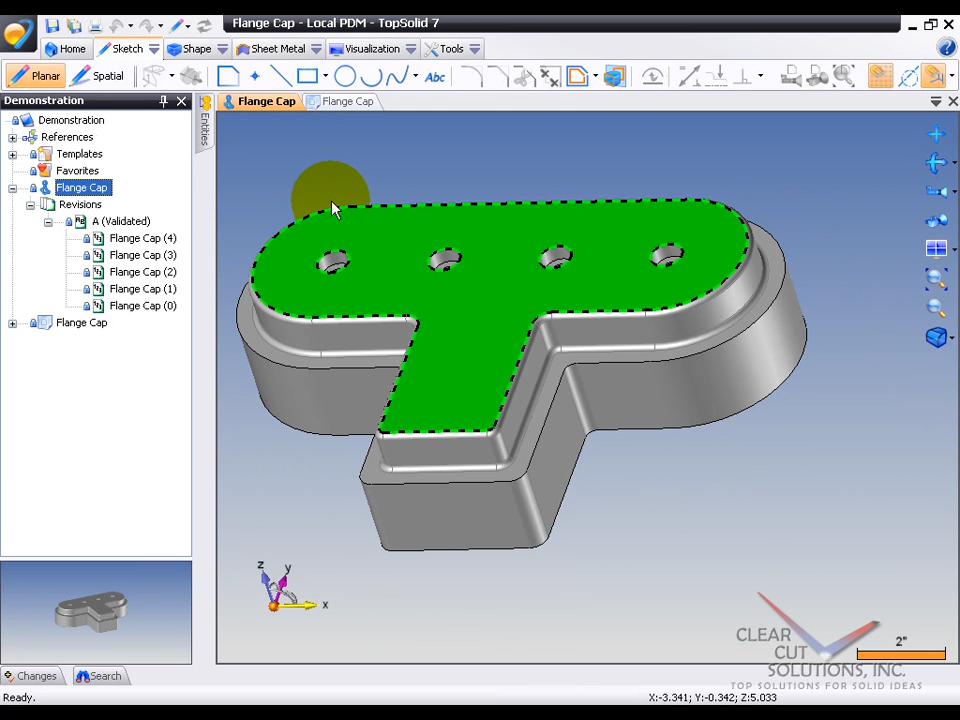 Flange Cap - Local PDM - TopSolid 7
Home
Sketch
Shape
Sheet Metal
Visualization
Tools
Planar
Spatial
Abc
Demonstration
Flange Cap
Flange Cap
Entities
Demonstration
References
Templates
Favorites
Flange Cap
Revisions
A (Validated)
Flange Cap (4)
Flange Cap (3)
Flange Cap (2)
Flange Cap (1)
Flange Cap (0)
Flange Cap
z
y
x
2"
CLEAR
CUT
SOLUTIONS, INC.
TOP SOLUTIONS FOR SOLID IDEAS
Changes
Search
Ready.
X:-3.341; Y:-0.342; Z:5.033